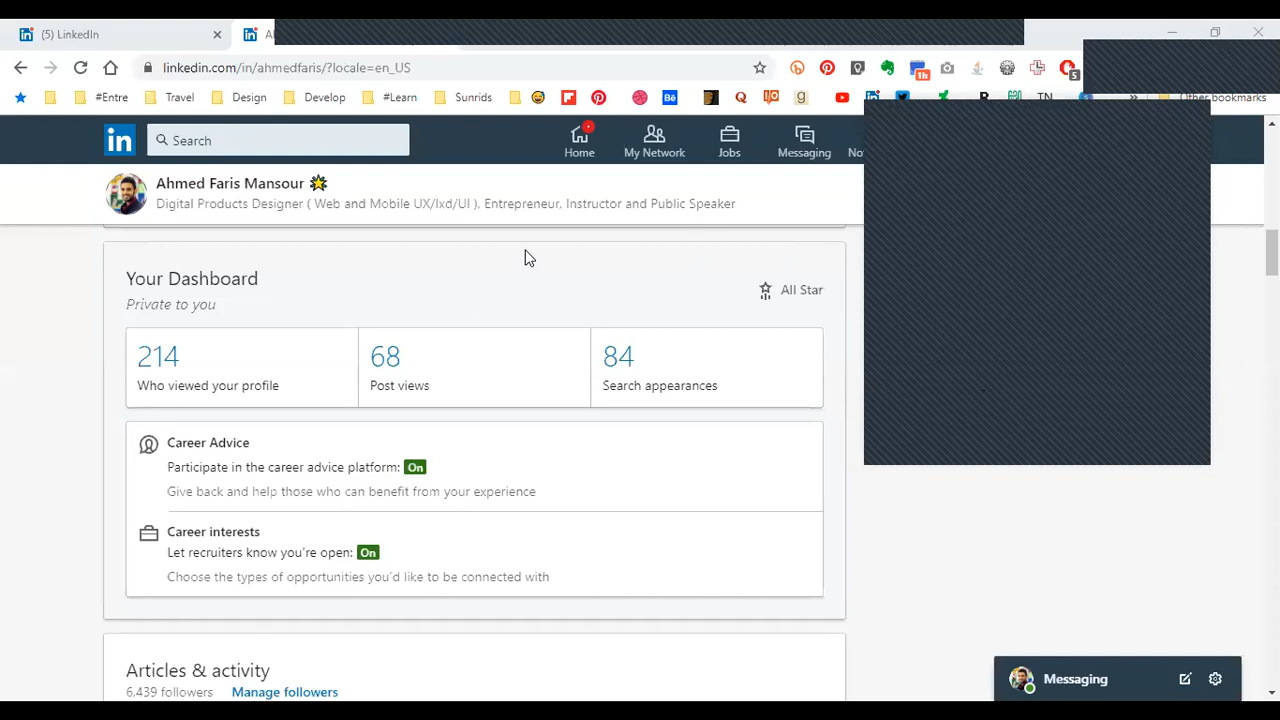 (5) LinkedIn
linkedin.com/in/ahmedfaris/?locale=en_US
1h
5
#Entre Travel Design Develop #Learn Sunrids Other bookmarks
in Search Home My Network Jobs Messaging No
Ahmed Faris Mansour
Digital Products Designer ( Web and Mobile UX/Ixd/UI ), Entrepreneur, Instructor and Public Speaker
Your Dashboard
Private to you
All Star
214 68 84
Who viewed your profile Post views Search appearances
Career Advice
Participate in the career advice platform: On
Give back and help those who can benefit from your experience
Career interests
Let recruiters know you're open: On
Choose the types of opportunities you'd like to be connected with
Articles & activity
6,439 followers Manage followers
Messaging